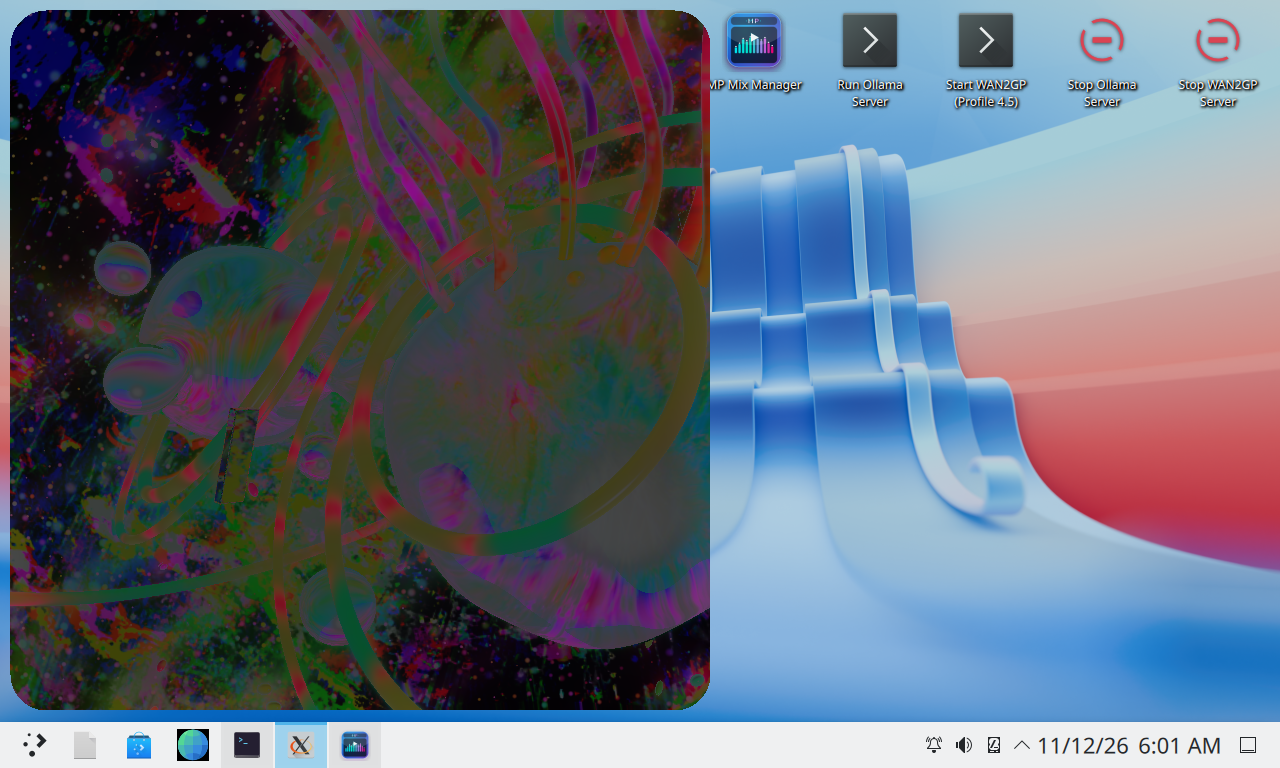 MP Mix Manager
Run Ollama
Server
Start WAN2GP
(Profile 4.5)
Stop Ollama
Server
Stop WAN2GP
Server
11/12/26 6:01 AM